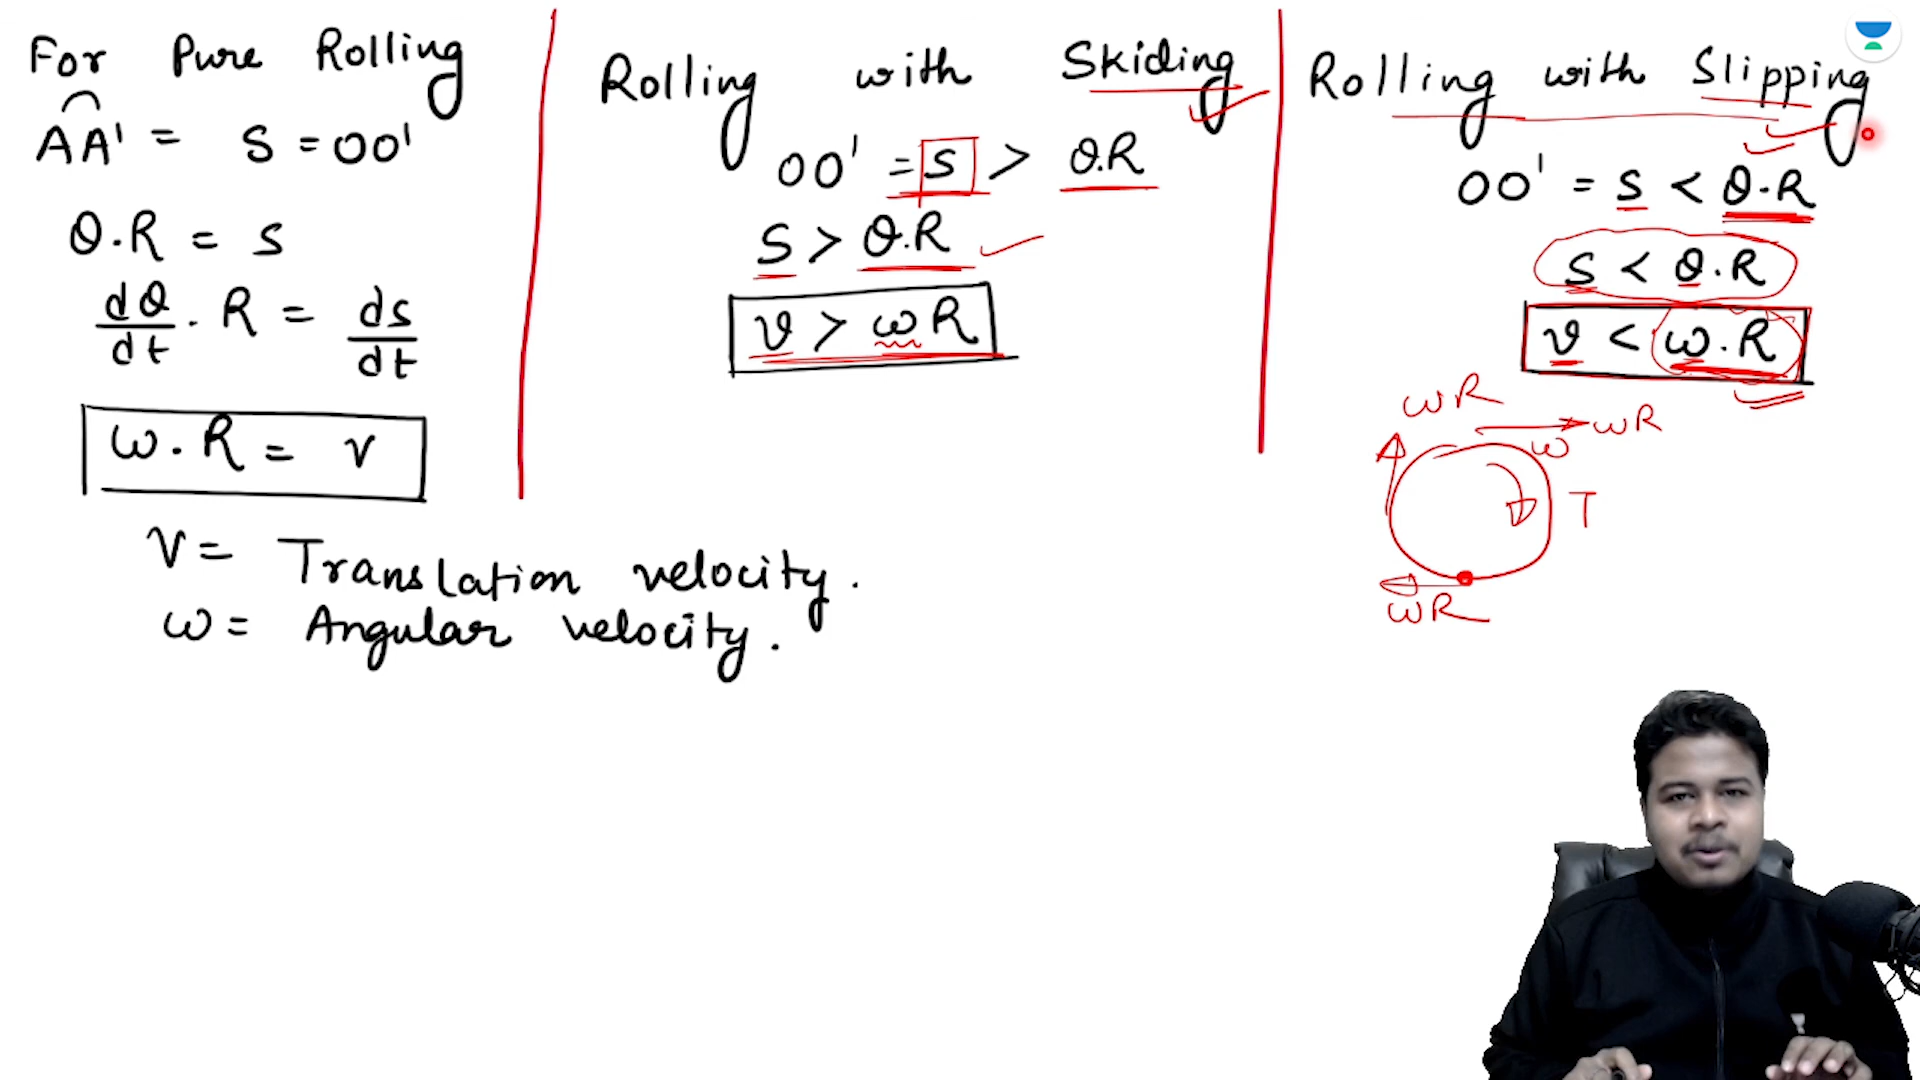 For Pure Rolling
AA' = S = OO'
θ.R = S
dθ/dt . R = ds/dt
ω . R = v
v = Translation velocity.
ω = Angular velocity.
Rolling with Skiding
OO' = S > θ.R
S > θ.R
v > ωR
Rolling with Slipping
OO' = S < θ.R
S < θ.R
v < ω.R
ωR
ωR
ω
T
ωR